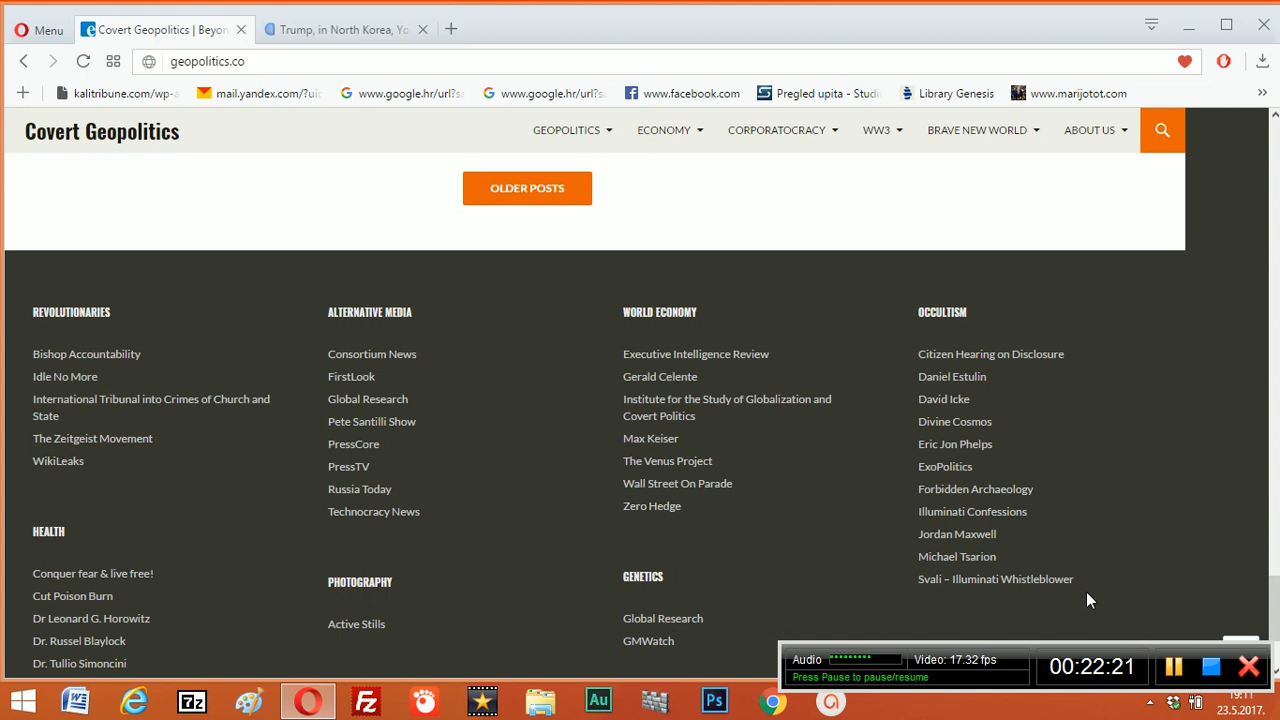 Menu
Covert Geopolitics | Beyon
Trump, in North Korea, Yo
geopolitics.co
kalitribune.com/wp-a
mail.yandex.com/?uid
www.google.hr/url?sa
www.google.hr/url?sa
www.facebook.com
Pregled upita - Studi
Library Genesis
www.marijotot.com
Covert Geopolitics
GEOPOLITICS
ECONOMY
CORPORATOCRACY
WW3
BRAVE NEW WORLD
ABOUT US
OLDER POSTS
REVOLUTIONARIES
Bishop Accountability
Idle No More
International Tribunal into Crimes of Church and
State
The Zeitgeist Movement
WikiLeaks
HEALTH
Conquer fear & live free!
Cut Poison Burn
Dr Leonard G. Horowitz
Dr. Russel Blaylock
Dr. Tullio Simoncini
ALTERNATIVE MEDIA
Consortium News
FirstLook
Global Research
Pete Santilli Show
PressCore
PressTV
Russia Today
Technocracy News
PHOTOGRAPHY
Active Stills
WORLD ECONOMY
Executive Intelligence Review
Gerald Celente
Institute for the Study of Globalization and
Covert Politics
Max Keiser
The Venus Project
Wall Street On Parade
Zero Hedge
GENETICS
Global Research
GMWatch
OCCULTISM
Citizen Hearing on Disclosure
Daniel Estulin
David Icke
Divine Cosmos
Eric Jon Phelps
ExoPolitics
Forbidden Archaeology
Illuminati Confessions
Jordan Maxwell
Michael Tsarion
Svali – Illuminati Whistleblower
Audio
Video: 17.32 fps
Press Pause to pause/resume
00:22:21
7z
Fz
Au
Ps
19:11
23.5.2017.